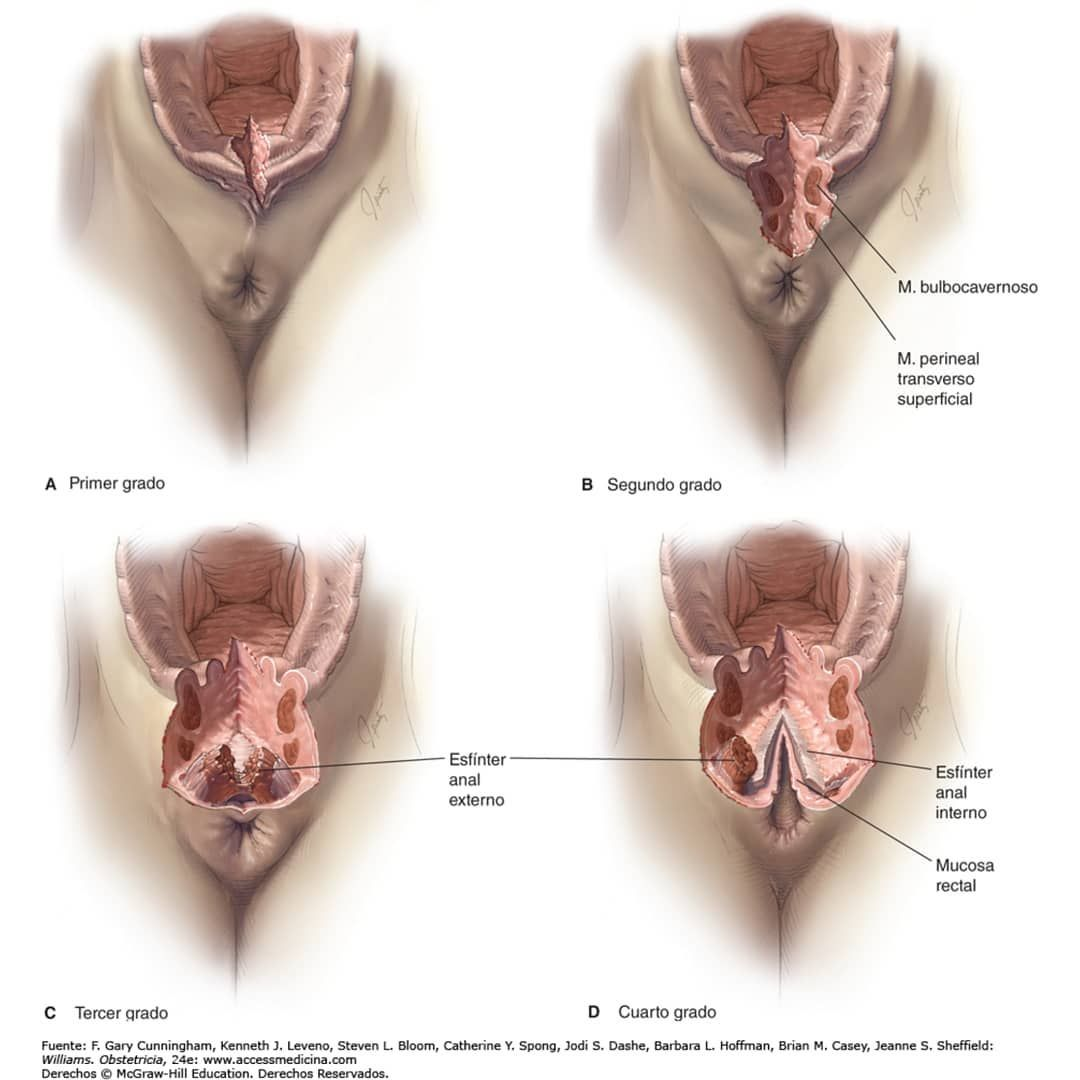 M. bulbocavernoso
M. perineal
transverso
superficial
A Primer grado
B Segundo grado
Esfínter
anal
externo
Esfínter
anal
interno
Mucosa
rectal
C Tercer grado
D Cuarto grado
Fuente: F. Gary Cunningham, Kenneth J. Leveno, Steven L. Bloom, Catherine Y. Spong, Jodi S. Dashe, Barbara L. Hoffman, Brian M. Casey, Jeanne S. Sheffield:
Williams. Obstetricia, 24e: www.accessmedicina.com
Derechos © McGraw-Hill Education. Derechos Reservados.